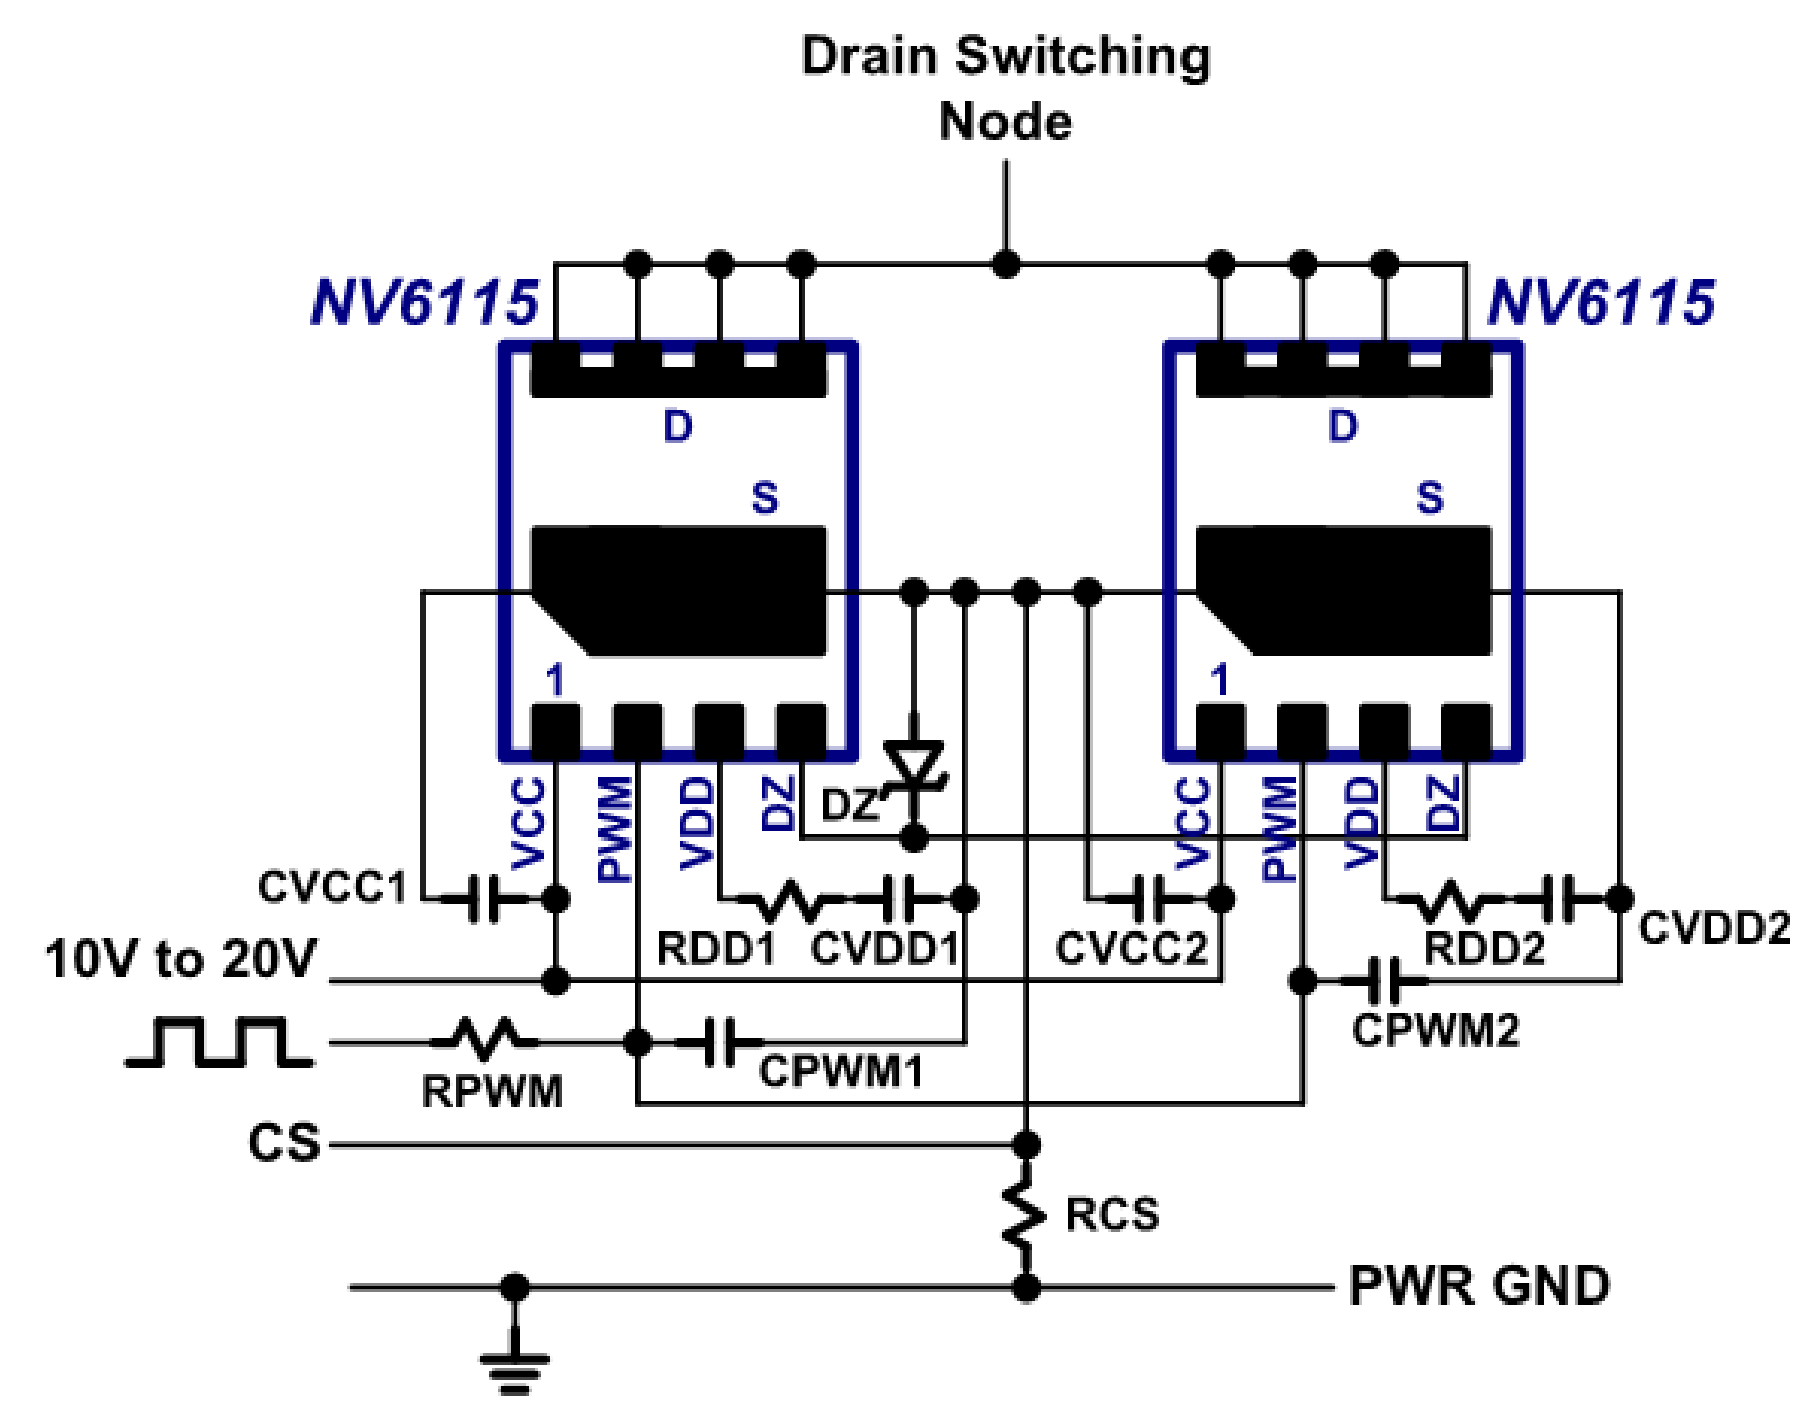 Drain Switching
Node
NV6115
NV6115
D
D
S
S
1
1
VCC
PWM
VDD
DZ
DZ
VCC
PWM
VDD
DZ
CVCC1
RDD1
CVDD1
CVCC2
RDD2
CVDD2
10V to 20V
CPWM2
RPWM
CPWM1
CS
RCS
PWR GND